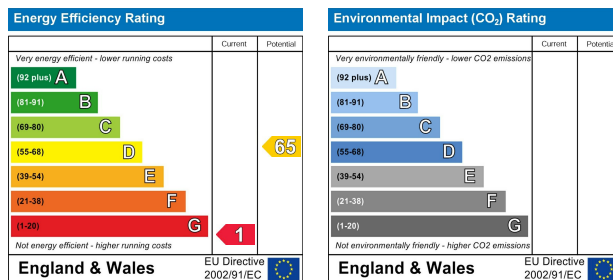 Energy Efficiency Rating
Current Potential
Very energy efficient - lower running costs
(92 plus) A
(81-91) B
(69-80) C
(55-68) D
65
(39-54) E
(21-38) F
(1-20) G
1
Not energy efficient - higher running costs
England & Wales
EU Directive
2002/91/EC
Environmental Impact (CO₂) Rating
Current Potential
Very environmentally friendly - lower CO2 emissions
(92 plus) A
(81-91) B
(69-80) C
(55-68) D
(39-54) E
(21-38) F
(1-20) G
Not environmentally friendly - higher CO2 emissions
England & Wales
EU Directive
2002/91/EC